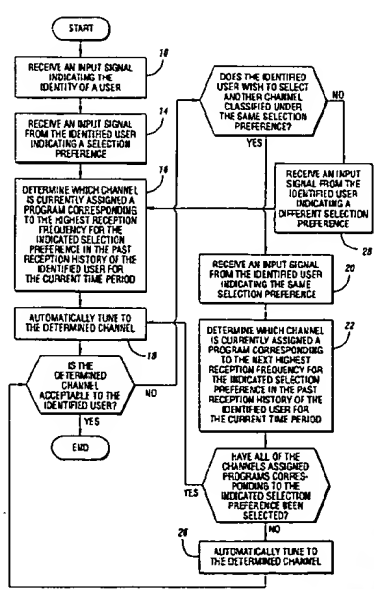 START
10
RECEIVE AN INPUT SIGNAL
INDICATING THE
IDENTITY OF A USER
14
RECEIVE AN INPUT SIGNAL
FROM THE IDENTIFIED USER
INDICATING A SELECTION
PREFERENCE
16
DETERMINE WHICH CHANNEL
IS CURRENTLY ASSIGNED
A PROGRAM CORRESPONDING
TO THE HIGHEST RECEPTION
FREQUENCY FOR THE
INDICATED SELECTION
PREFERENCE IN THE PAST
RECEPTION HISTORY OF
THE IDENTIFIED USER FOR
THE CURRENT TIME PERIOD
AUTOMATICALLY TUNE TO
THE DETERMINED CHANNEL
18
IS THE
DETERMINED
CHANNEL
ACCEPTABLE TO THE
IDENTIFIED USER?
NO
YES
END
DOES THE IDENTIFIED
USER WISH TO SELECT
ANOTHER CHANNEL
CLASSIFIED UNDER
THE SAME SELECTION
PREFERENCE?
NO
YES
RECEIVE AN INPUT
SIGNAL FROM THE
IDENTIFIED USER
INDICATING A
DIFFERENT SELECTION
PREFERENCE
28
20
RECEIVE AN INPUT SIGNAL
FROM THE IDENTIFIED USER
INDICATING THE SAME
SELECTION PREFERENCE
22
DETERMINE WHICH CHANNEL
IS CURRENTLY ASSIGNED
A PROGRAM CORRESPONDING
TO THE NEXT HIGHEST
RECEPTION FREQUENCY FOR
THE INDICATED SELECTION
PREFERENCE IN THE PAST
RECEPTION HISTORY OF THE
IDENTIFIED USER FOR
THE CURRENT TIME PERIOD
HAVE ALL OF THE
CHANNELS ASSIGNED
PROGRAMS CORRES-
PONDING TO THE
INDICATED SELECTION
PREFERENCE BEEN
SELECTED?
YES
NO
26
AUTOMATICALLY TUNE TO
THE DETERMINED CHANNEL